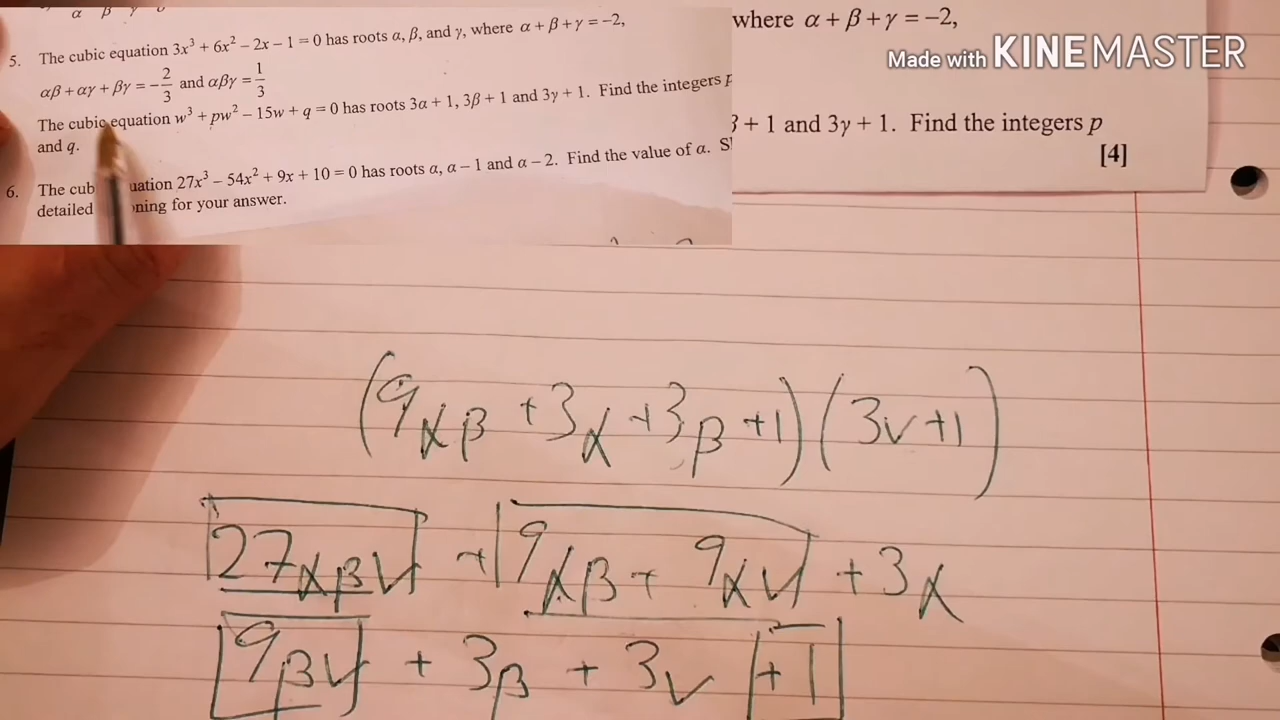 α β γ
5. The cubic equation 3x³ + 6x² − 2x − 1 = 0 has roots α, β, and γ, where α + β + γ = −2,
αβ + αγ + βγ = −2/3 and αβγ = 1/3
The cubic equation w³ + pw² − 15w + q = 0 has roots 3α + 1, 3β + 1 and 3γ + 1. Find the integers p
and q.
6. The cub uation 27x³ − 54x² + 9x + 10 = 0 has roots α, α − 1 and α − 2. Find the value of α. S
detailed oning for your answer.
where α + β + γ = −2,
Made with KINEMASTER
3 + 1 and 3γ + 1. Find the integers p
[4]
(9αβ + 3α + 3β + 1)(3γ + 1)
27αβγ + 9αβ + 9αγ + 3α
9βγ + 3β + 3γ + 1